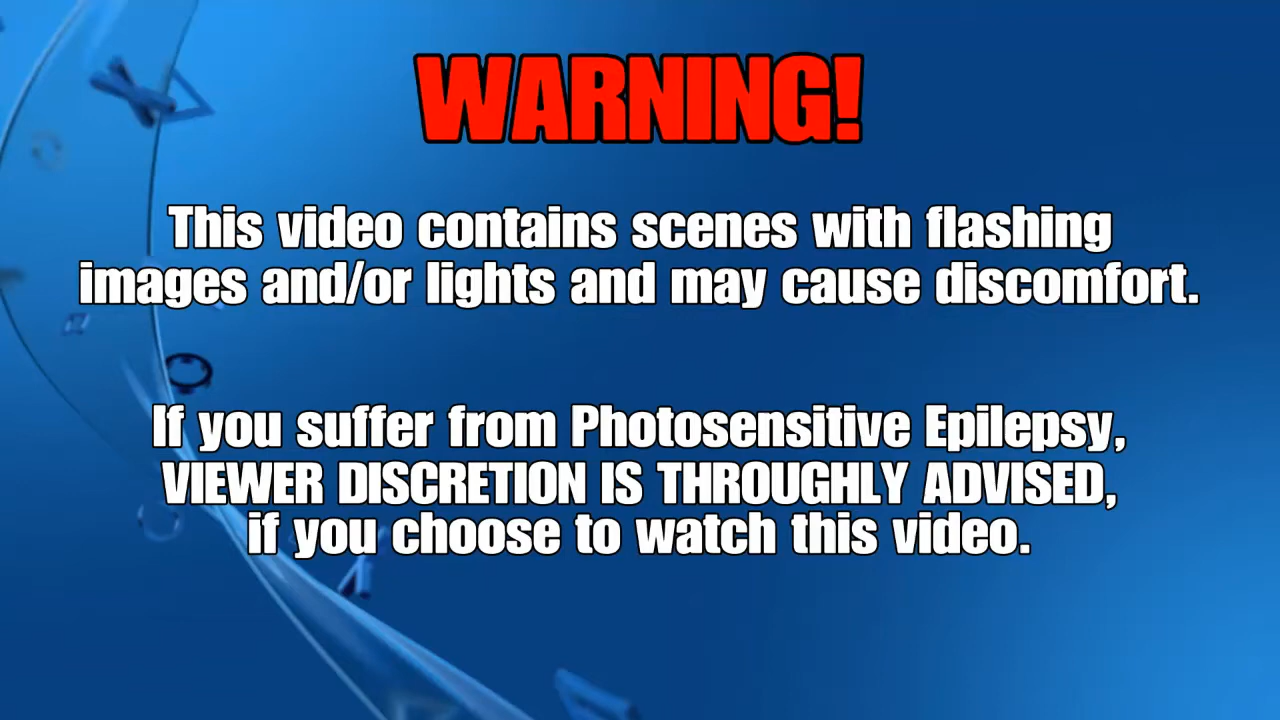 WARNING!
This video contains scenes with flashing
images and/or lights and may cause discomfort.
If you suffer from Photosensitive Epilepsy,
VIEWER DISCRETION IS THROUGHLY ADVISED,
if you choose to watch this video.